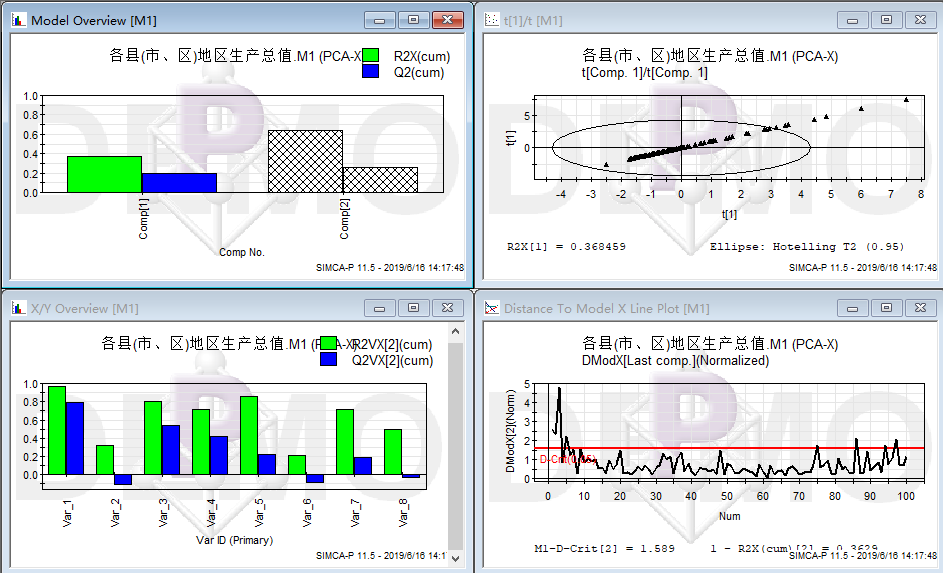 Model Overview [M1]
各县(市、区)地区生产总值.M1 (PCA-X)
R2X(cum)
Q2(cum)
1.0
0.8
0.6
0.4
0.2
0.0
Comp[1]
Comp[2]
Comp No.
SIMCA-P 11.5 - 2019/6/16 14:17:48
t[1]/t [M1]
各县(市、区)地区生产总值.M1 (PCA-X)
t[Comp. 1]/t[Comp. 1]
t[1]
5
0
-4 -3 -2 -1 0 1 2 3 4 5 6 7 8
t[1]
R2X[1] = 0.368459 Ellipse: Hotelling T2 (0.95)
SIMCA-P 11.5 - 2019/6/16 14:17:48
X/Y Overview [M1]
各县(市、区)地区生产总值.M1 (PCA-X)
R2VX[2](cum)
Q2VX[2](cum)
1.0
0.8
0.6
0.4
0.2
0.0
Var_1
Var_2
Var_3
Var_4
Var_5
Var_6
Var_7
Var_8
Var ID (Primary)
SIMCA-P 11.5 - 2019/6/16 14:1
Distance To Model X Line Plot [M1]
各县(市、区)地区生产总值.M1 (PCA-X)
DModX[Last comp.](Normalized)
DModX[2](Norm)
5
4
3
2
1
0
D-Crit(0.05)
0 10 20 30 40 50 60 70 80 90 100
Num
M1-D-Crit[2] = 1.589 1 - R2X(cum)[2] = 0.3629
SIMCA-P 11.5 - 2019/6/16 14:17:48
DEMO
DEMO
DEMO
DEMO